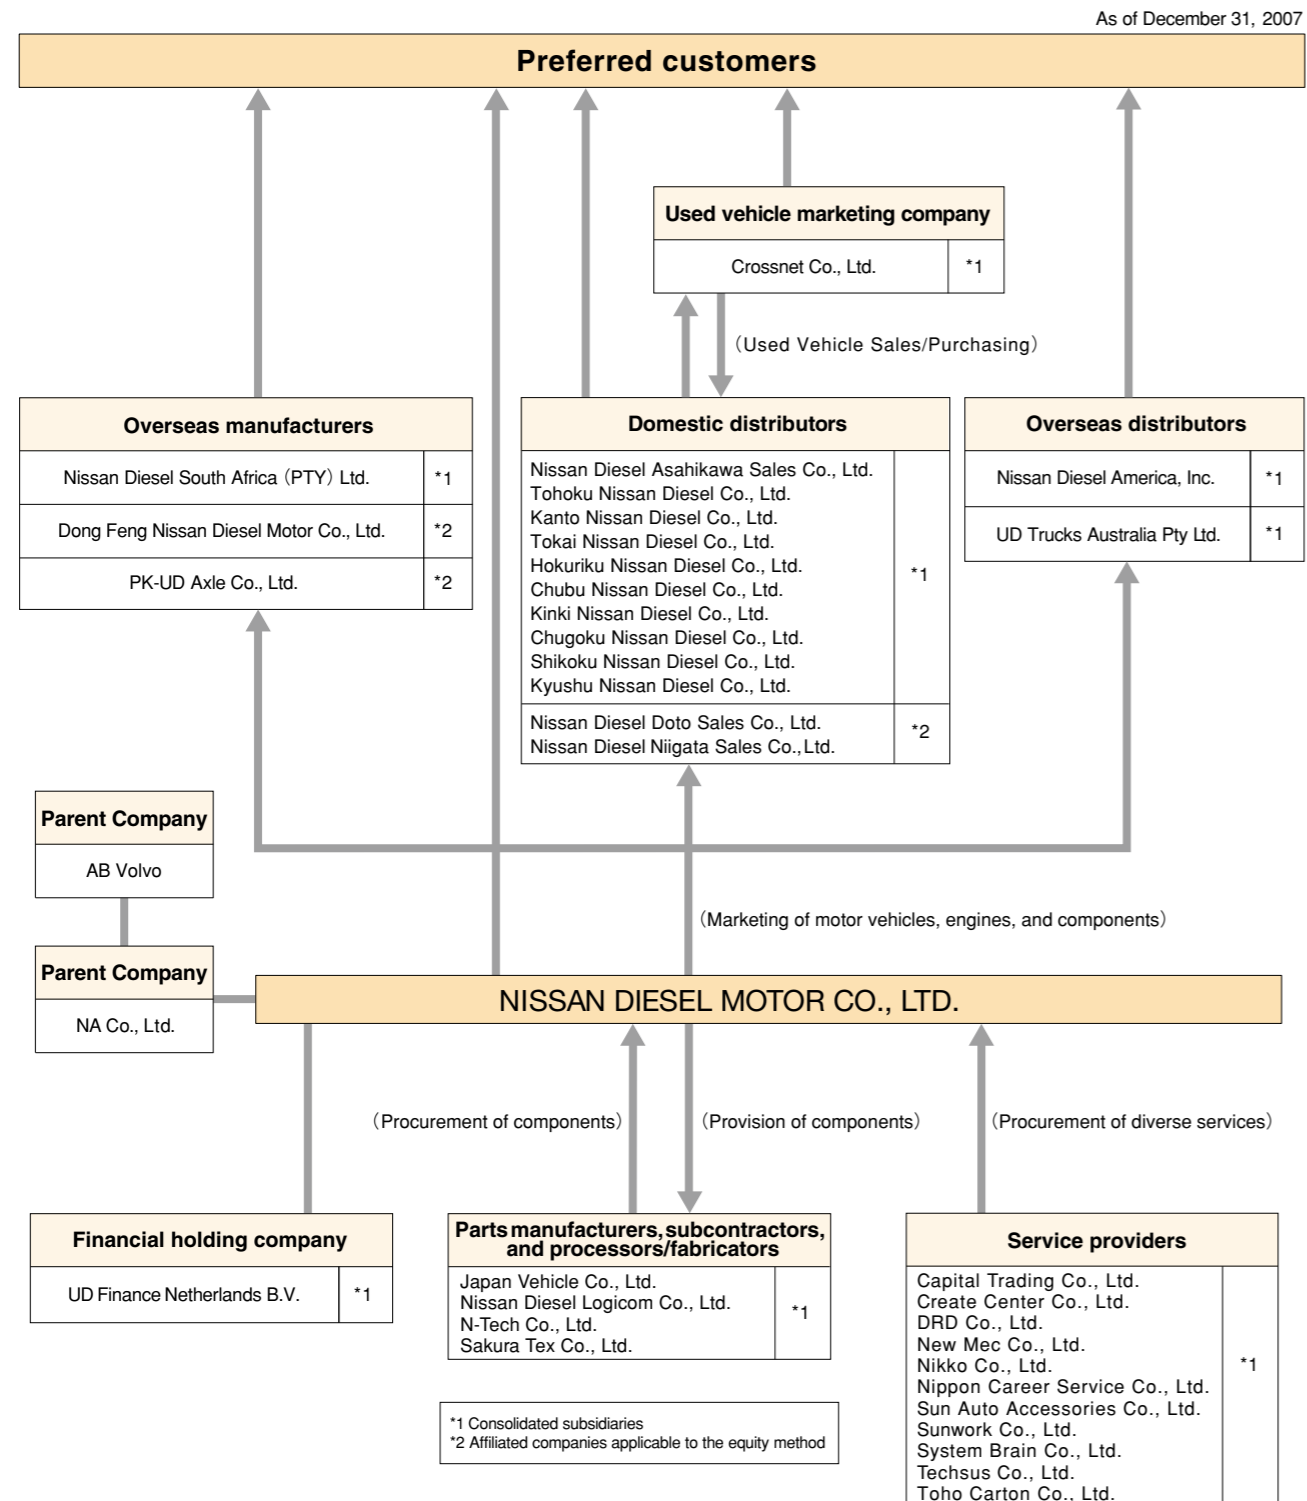 As of December 31, 2007
Preferred customers
Used vehicle marketing company
Crossnet Co., Ltd. *1
(Used Vehicle Sales/Purchasing)
Overseas manufacturers
Nissan Diesel South Africa (PTY) Ltd. *1
Dong Feng Nissan Diesel Motor Co., Ltd. *2
PK-UD Axle Co., Ltd. *2
Domestic distributors
Nissan Diesel Asahikawa Sales Co., Ltd.
Tohoku Nissan Diesel Co., Ltd.
Kanto Nissan Diesel Co., Ltd.
Tokai Nissan Diesel Co., Ltd.
Hokuriku Nissan Diesel Co., Ltd.
*1
Chubu Nissan Diesel Co., Ltd.
Kinki Nissan Diesel Co., Ltd.
Chugoku Nissan Diesel Co., Ltd.
Shikoku Nissan Diesel Co., Ltd.
Kyushu Nissan Diesel Co., Ltd.
Nissan Diesel Doto Sales Co., Ltd.
*2
Nissan Diesel Niigata Sales Co., Ltd.
Overseas distributors
Nissan Diesel America, Inc. *1
UD Trucks Australia Pty Ltd. *1
Parent Company
AB Volvo
(Marketing of motor vehicles, engines, and components)
Parent Company
NA Co., Ltd.
NISSAN DIESEL MOTOR CO., LTD.
(Procurement of components)
(Provision of components)
(Procurement of diverse services)
Financial holding company
UD Finance Netherlands B.V. *1
Parts manufacturers, subcontractors,
and processors/fabricators
Japan Vehicle Co., Ltd.
Nissan Diesel Logicom Co., Ltd.
*1
N-Tech Co., Ltd.
Sakura Tex Co., Ltd.
Service providers
Capital Trading Co., Ltd.
Create Center Co., Ltd.
DRD Co., Ltd.
New Mec Co., Ltd.
Nikko Co., Ltd.
*1
Nippon Career Service Co., Ltd.
Sun Auto Accessories Co., Ltd.
Sunwork Co., Ltd.
System Brain Co., Ltd.
Techsus Co., Ltd.
Toho Carton Co., Ltd.
*1 Consolidated subsidiaries
*2 Affiliated companies applicable to the equity method